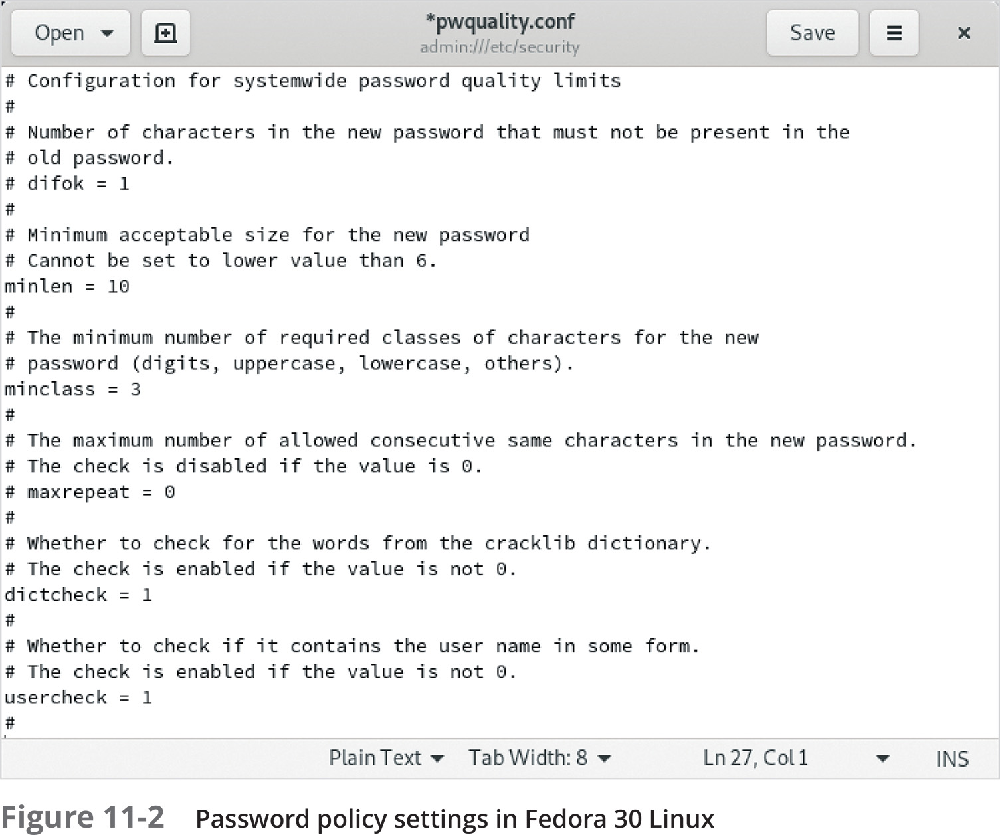 Open
*pwquality.conf
admin:///etc/security
Save
# Configuration for systemwide password quality limits
#
# Number of characters in the new password that must not be present in the
# old password.
# difok = 1
#
# Minimum acceptable size for the new password
# Cannot be set to lower value than 6.
minlen = 10
#
# The minimum number of required classes of characters for the new
# password (digits, uppercase, lowercase, others).
minclass = 3
#
# The maximum number of allowed consecutive same characters in the new password.
# The check is disabled if the value is 0.
# maxrepeat = 0
#
# Whether to check for the words from the cracklib dictionary.
# The check is enabled if the value is not 0.
dictcheck = 1
#
# Whether to check if it contains the user name in some form.
# The check is enabled if the value is not 0.
usercheck = 1
#
Plain Text Tab Width: 8 Ln 27, Col 1 INS
Figure 11-2 Password policy settings in Fedora 30 Linux